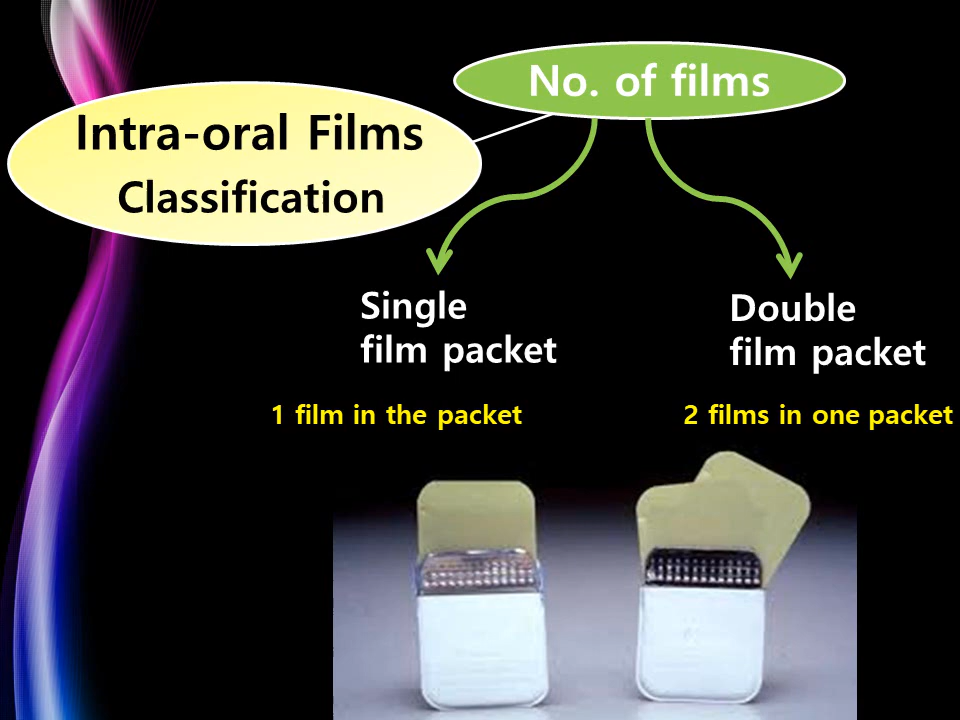 No. of films
Intra-oral Films
Classification
Single
film packet
Double
film packet
1 film in the packet
2 films in one packet